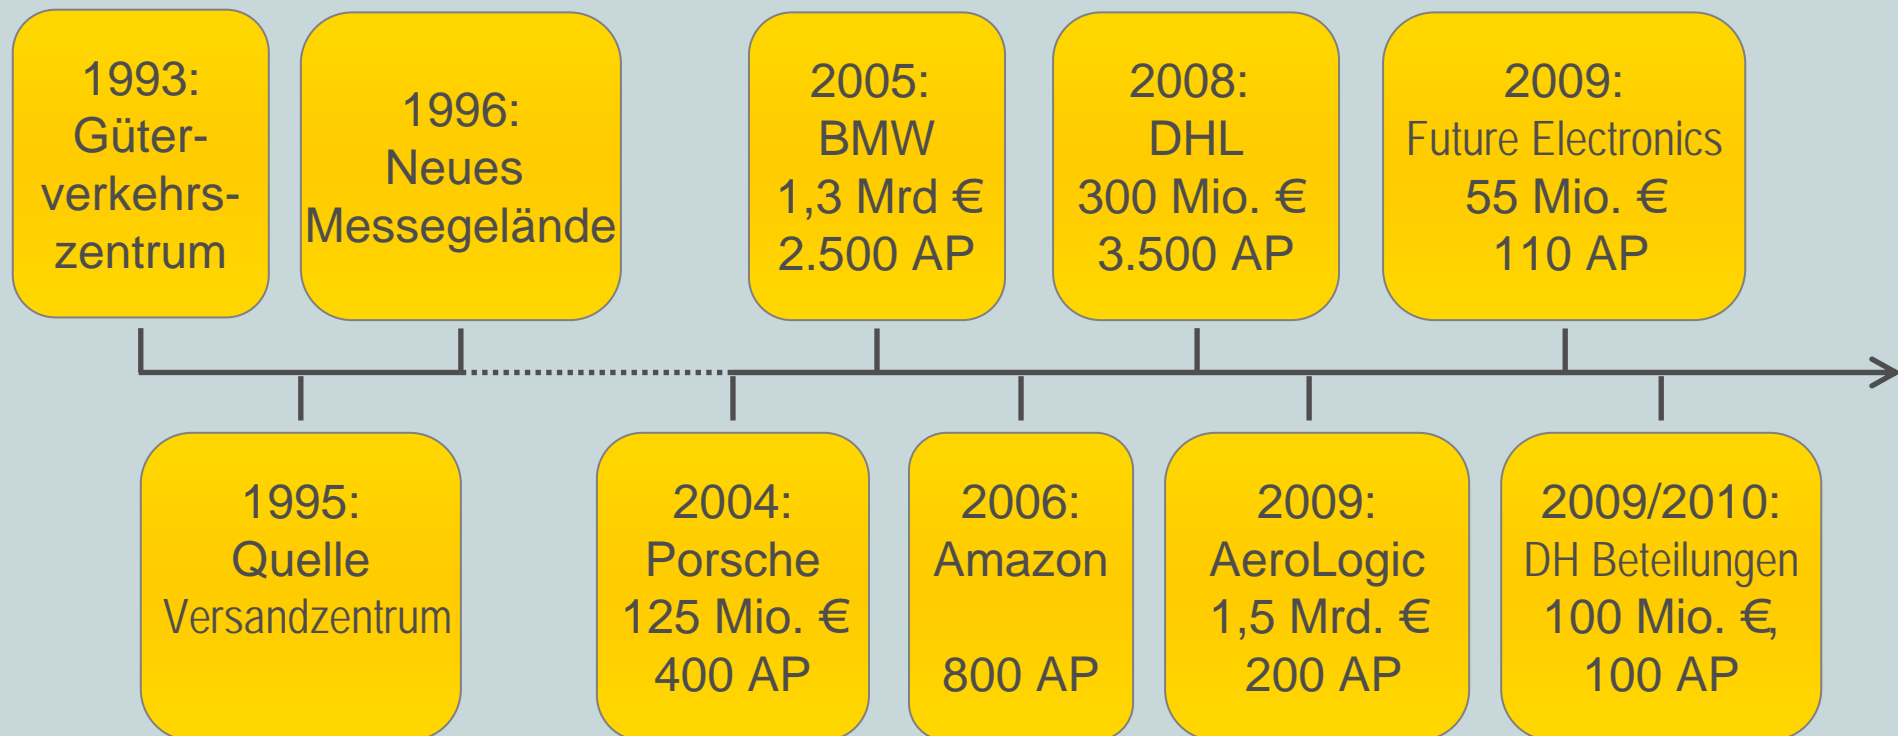 1993:
Güter-
verkehrs-
zentrum
1996:
Neues
Messegelände
2005:
BMW
1,3 Mrd €
2.500 AP
2008:
DHL
300 Mio. €
3.500 AP
2009:
Future Electronics
55 Mio. €
110 AP
1995:
Quelle
Versandzentrum
2004:
Porsche
125 Mio. €
400 AP
2006:
Amazon
800 AP
2009:
AeroLogic
1,5 Mrd. €
200 AP
2009/2010:
DH Beteilungen
100 Mio. €,
100 AP